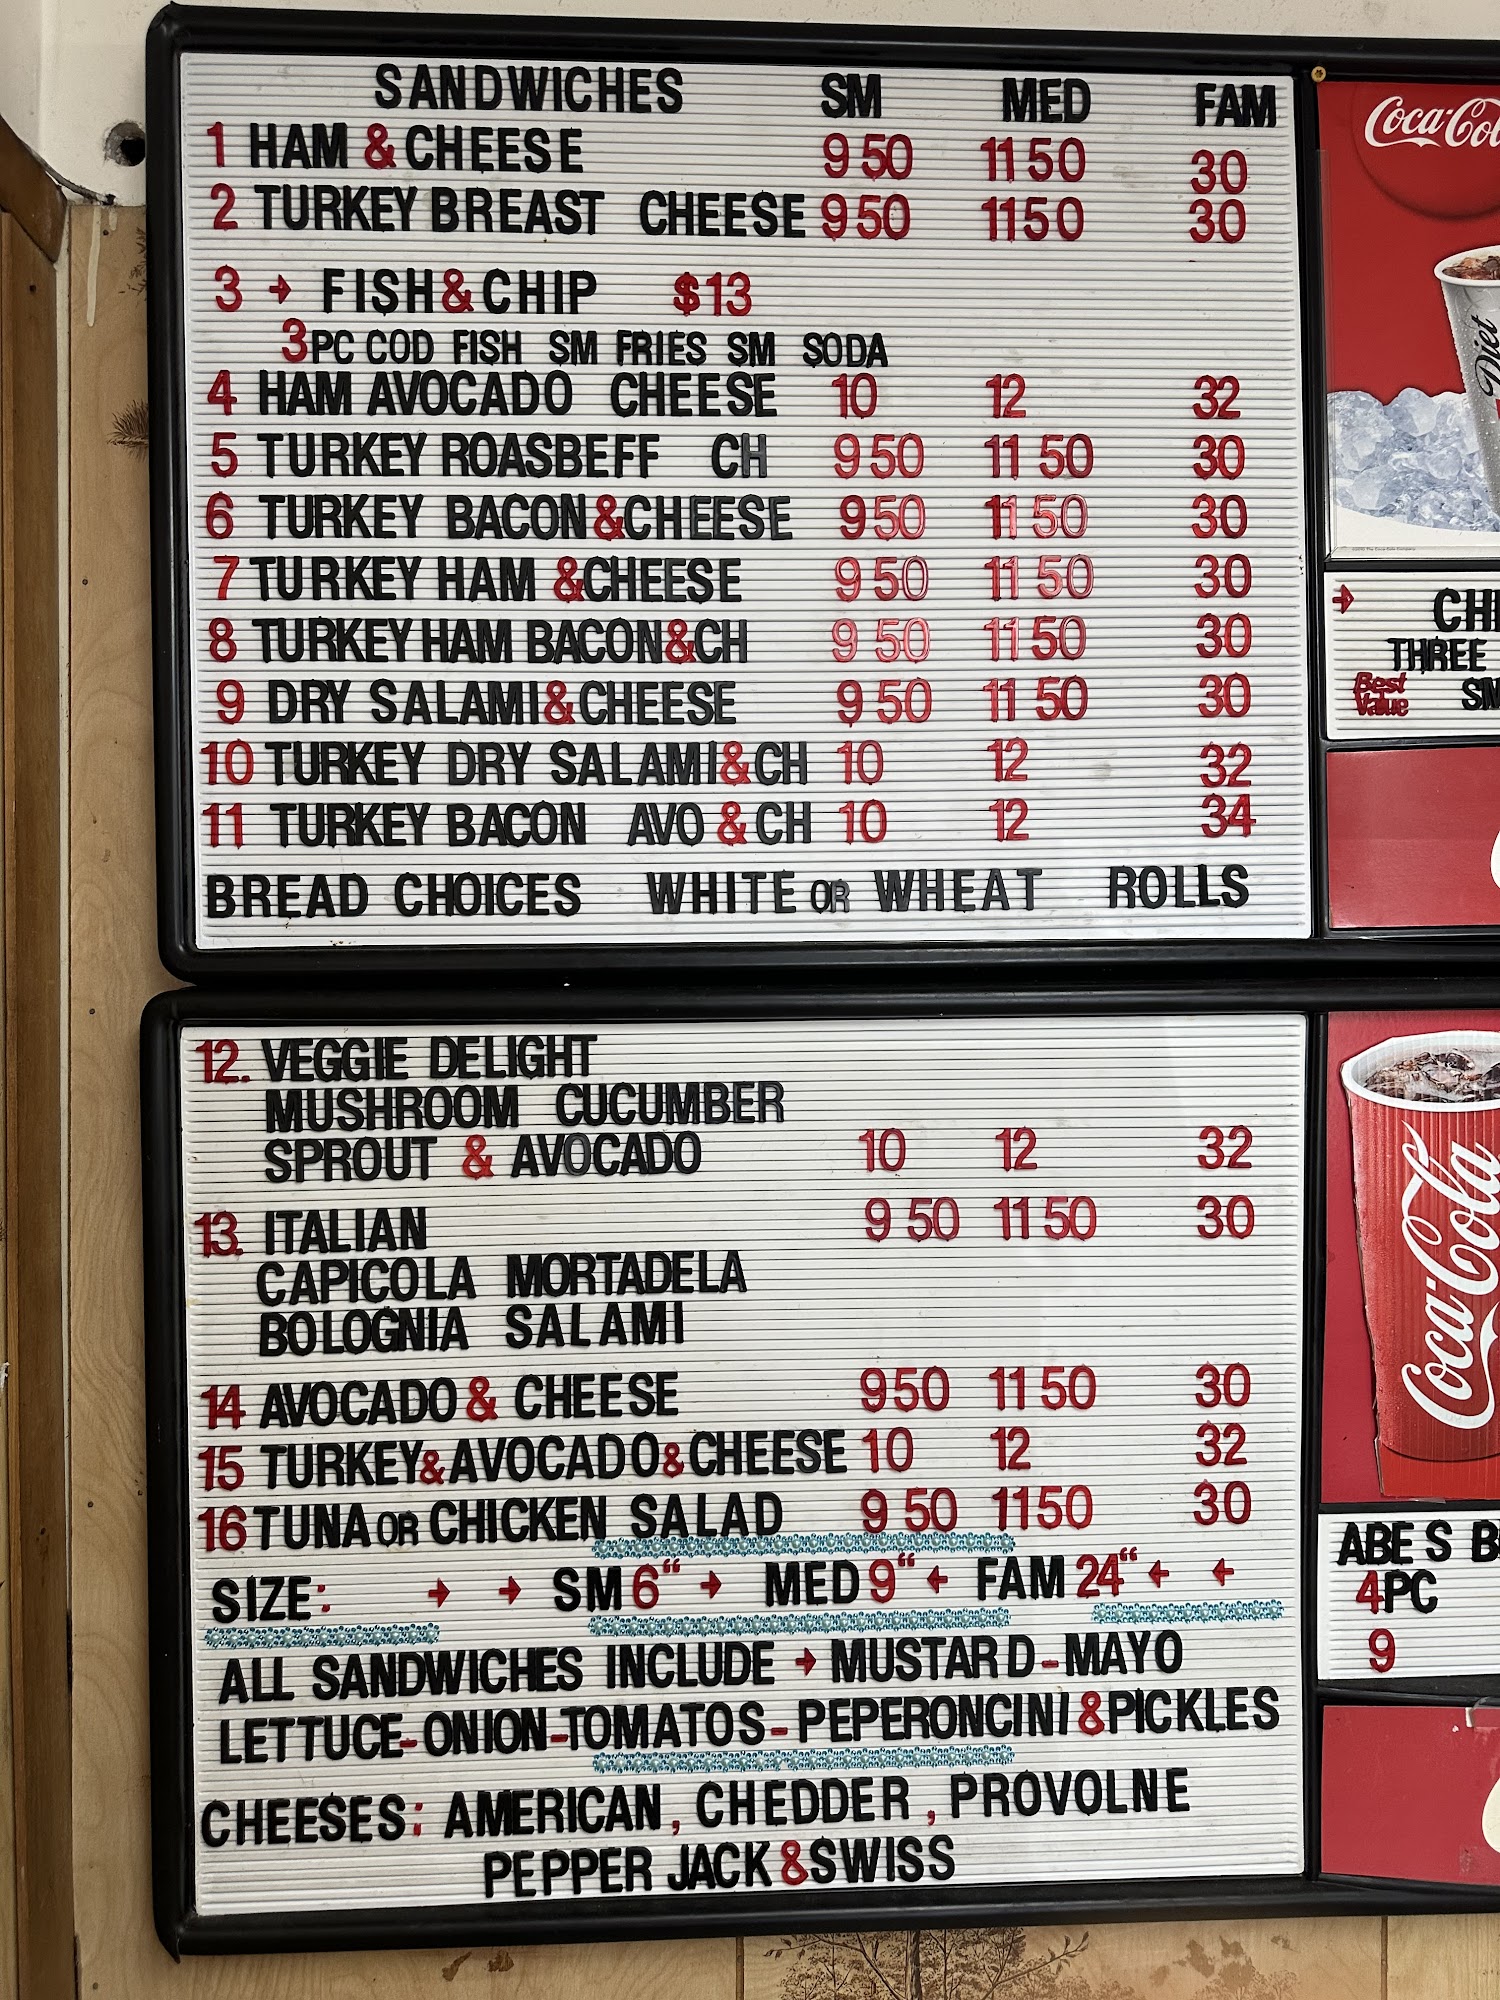 SANDWICHES SM MED FAM
1 HAM & CHEESE 9 50 11 50 30
2 TURKEY BREAST CHEESE 9 50 11 50 30
3 → FISH & CHIP $13
3PC COD FISH SM FRIES SM SODA
4 HAM AVOCADO CHEESE 10 12 32
5 TURKEY ROASBEFF CH 9 50 11 50 30
6 TURKEY BACON & CHEESE 9 50 11 50 30
7 TURKEY HAM & CHEESE 9 50 11 50 30
8 TURKEY HAM BACON & CH 9 50 11 50 30
9 DRY SALAMI & CHEESE 9 50 11 50 30
10 TURKEY DRY SALAMI & CH 10 12 32
11 TURKEY BACON AVO & CH 10 12 34
BREAD CHOICES WHITE OR WHEAT ROLLS
12. VEGGIE DELIGHT
MUSHROOM CUCUMBER
SPROUT & AVOCADO 10 12 32
13. ITALIAN 9 50 11 50 30
CAPICOLA MORTADELA
BOLOGNIA SALAMI
14 AVOCADO & CHEESE 9 50 11 50 30
15 TURKEY & AVOCADO & CHEESE 10 12 32
16 TUNA OR CHICKEN SALAD 9 50 11 50 30
SIZE: → → SM 6“ → MED 9“ ← FAM 24“ ← ←
ALL SANDWICHES INCLUDE → MUSTARD - MAYO
LETTUCE - ONION - TOMATOS - PEPERONCINI & PICKLES
CHEESES: AMERICAN, CHEDDER, PROVOLNE
PEPPER JACK & SWISS
Coca-Col
Diet
→ CHI
THREE
Best Value SM
Coca-Cola
ABE S B
4PC
9